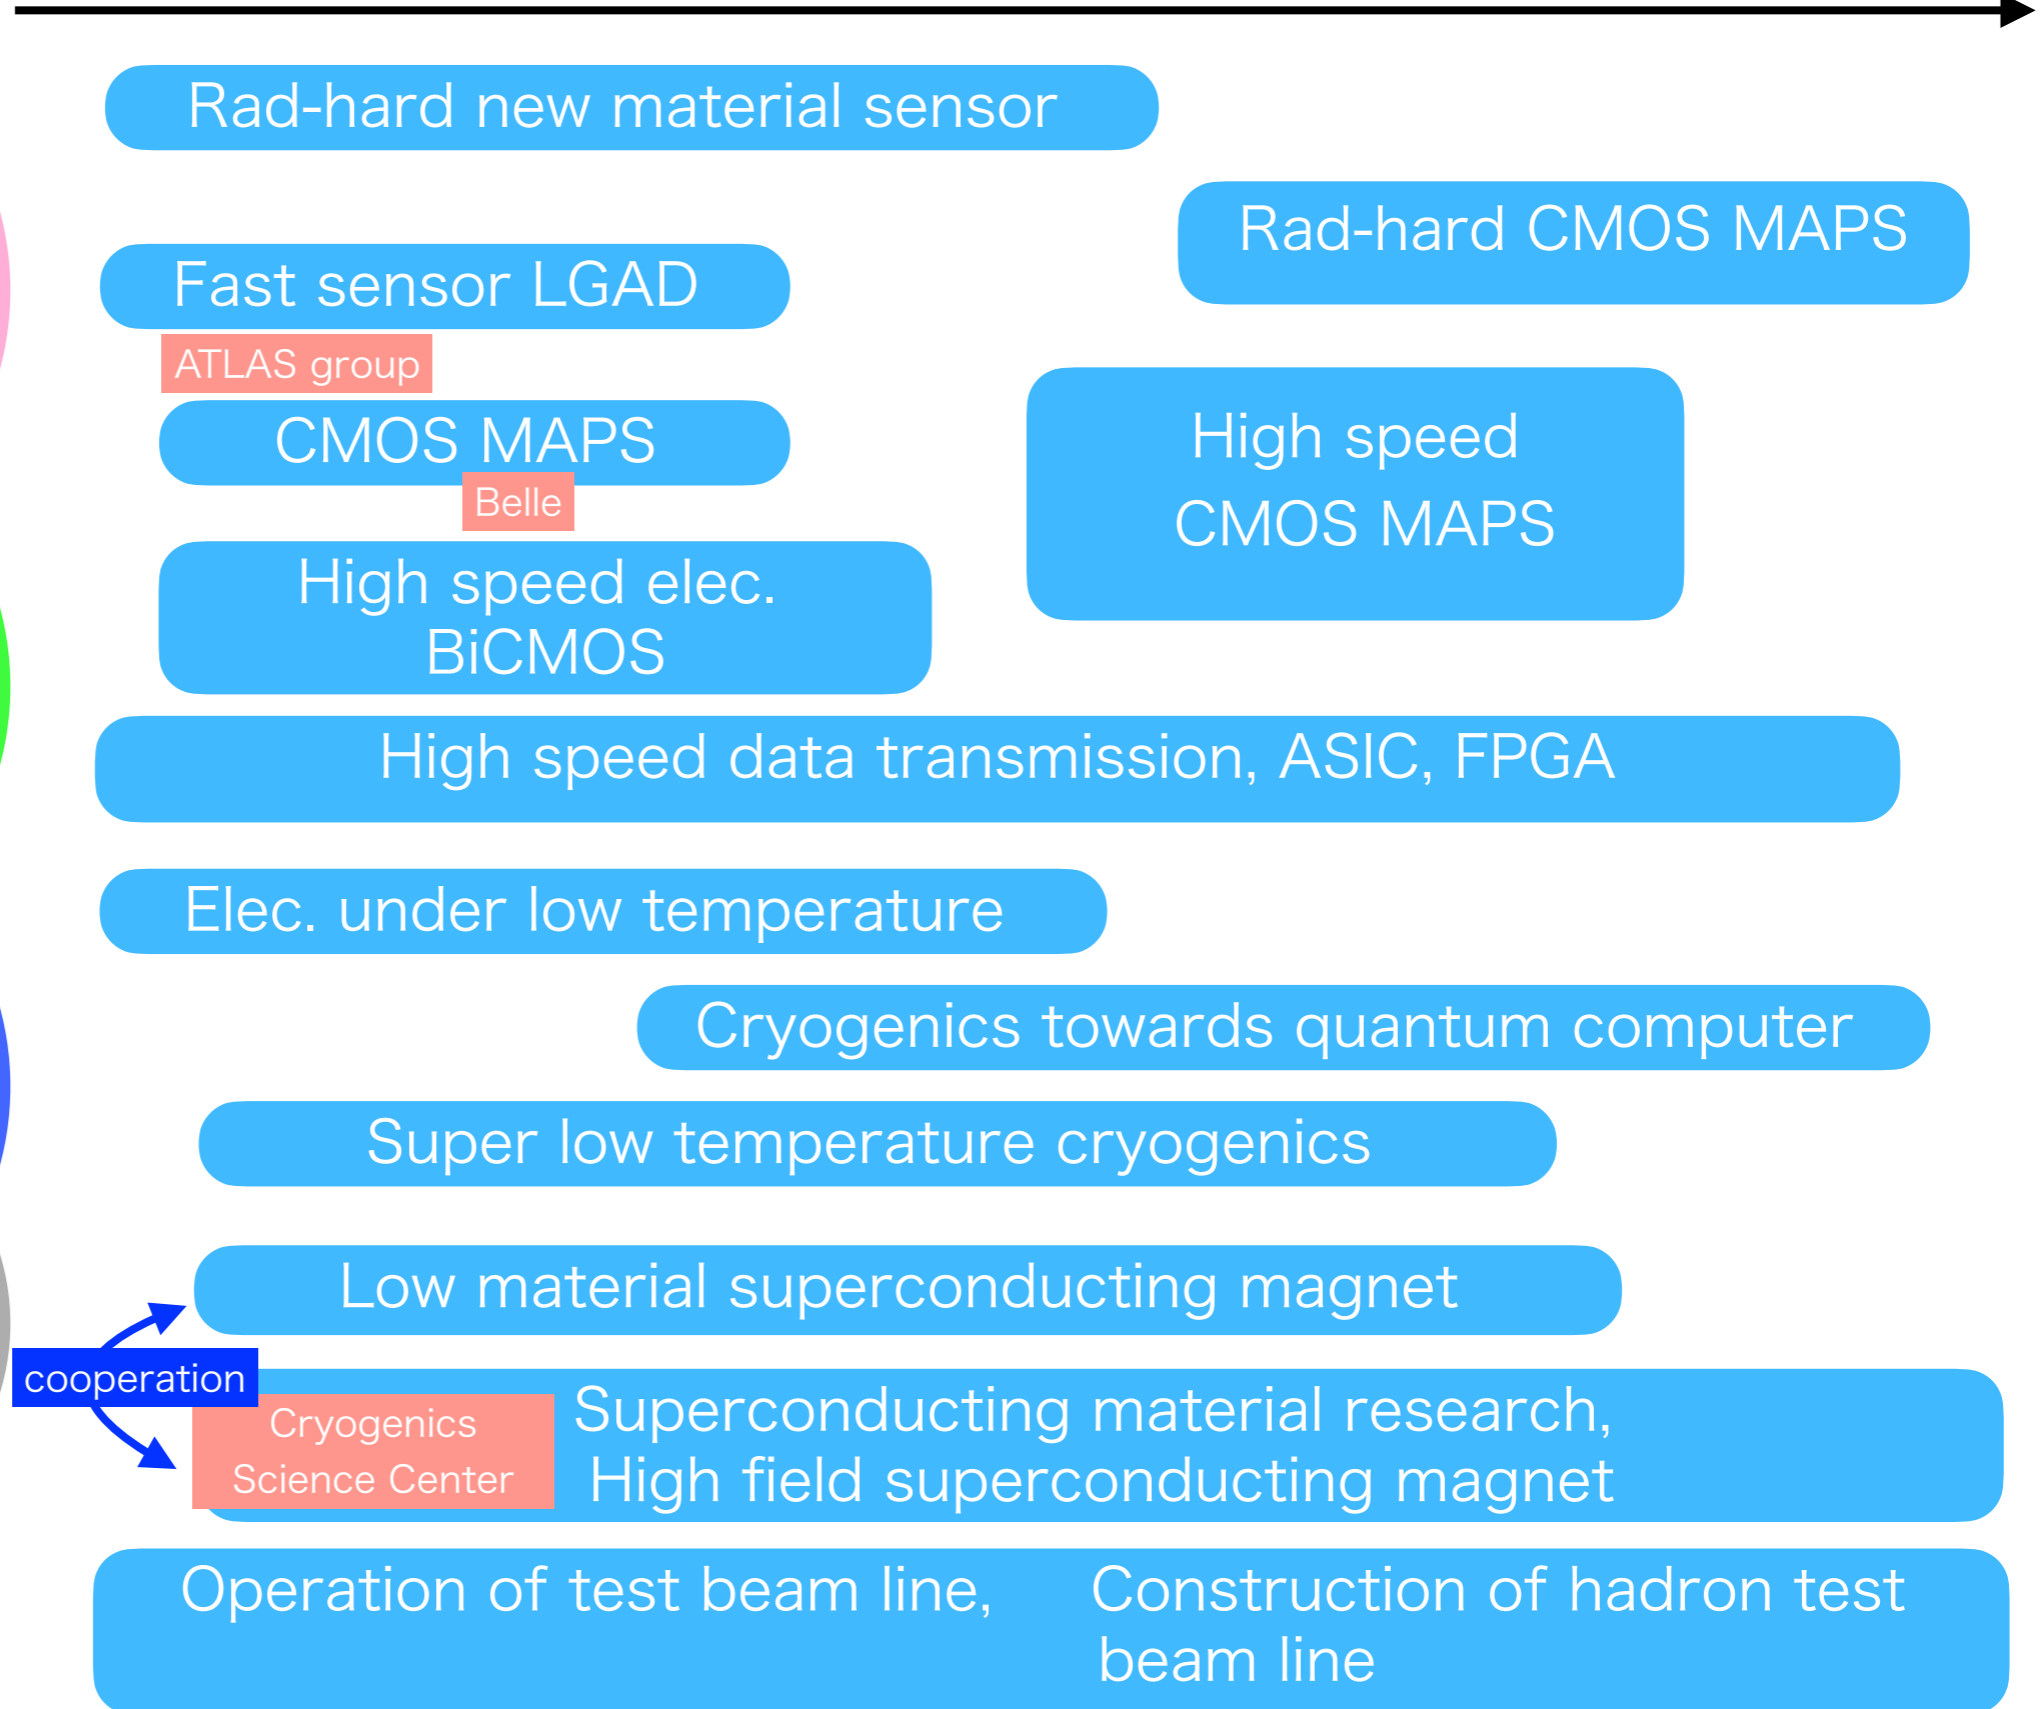 Rad-hard new material sensor
Rad-hard CMOS MAPS
Fast sensor LGAD
ATLAS group
CMOS MAPS
Belle
High speed
CMOS MAPS
High speed elec.
BiCMOS
High speed data transmission, ASIC, FPGA
Elec. under low temperature
Cryogenics towards quantum computer
Super low temperature cryogenics
Low material superconducting magnet
cooperation
Cryogenics
Science Center
Superconducting material research,
High field superconducting magnet
Operation of test beam line,
Construction of hadron test
beam line